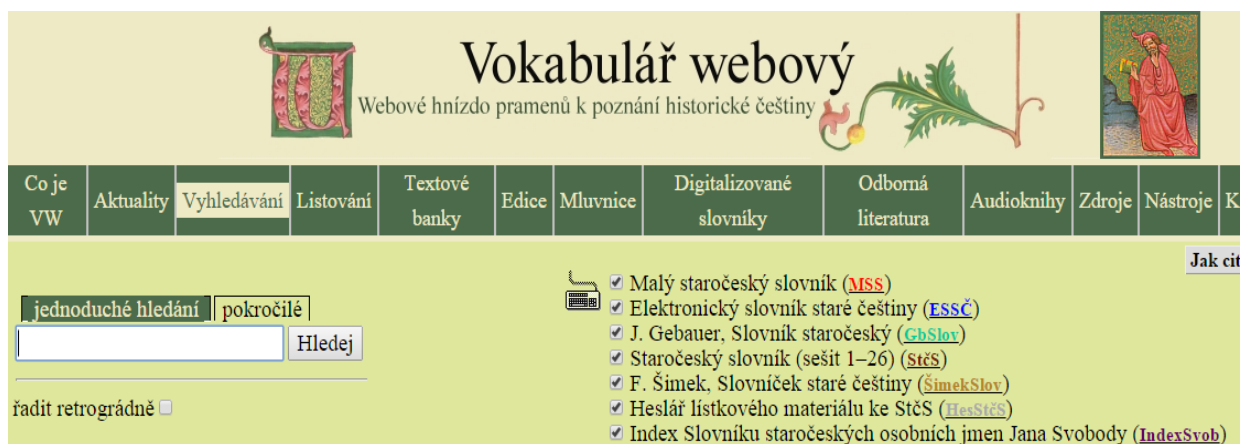 Vokabulář webový
Webové hnízdo pramenů k poznání historické češtiny
Co je
VW
Aktuality
Vyhledávání
Listování
Textové
banky
Edice
Mluvnice
Digitalizované
slovníky
Odborná
literatura
Audioknihy
Zdroje
Nástroje
K
Jak cit
jednoduché hledání
pokročilé
Hledej
řadit retrográdně
Malý staročeský slovník (MSS)
Elektronický slovník staré češtiny (ESSČ)
J. Gebauer, Slovník staročeský (GbSlov)
Staročeský slovník (sešit 1–26) (StčS)
F. Šimek, Slovníček staré češtiny (ŠimekSlov)
Heslář lístkového materiálu ke StčS (HesStčS)
Index Slovníku staročeských osobních jmen Jana Svobody (IndexSvob)